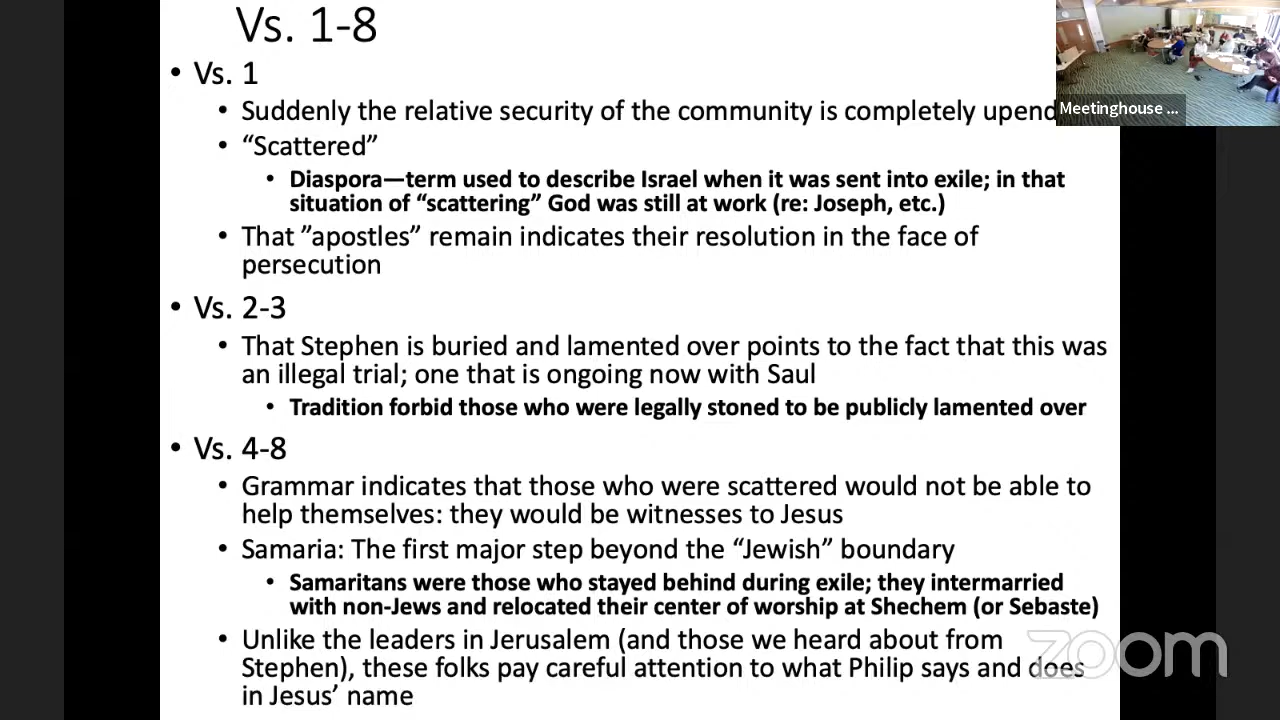 Vs. 1-8
• Vs. 1
• Suddenly the relative security of the community is completely upend
• “Scattered”
• Diaspora—term used to describe Israel when it was sent into exile; in that
situation of “scattering” God was still at work (re: Joseph, etc.)
• That ”apostles” remain indicates their resolution in the face of
persecution
• Vs. 2-3
• That Stephen is buried and lamented over points to the fact that this was
an illegal trial; one that is ongoing now with Saul
• Tradition forbid those who were legally stoned to be publicly lamented over
• Vs. 4-8
• Grammar indicates that those who were scattered would not be able to
help themselves: they would be witnesses to Jesus
• Samaria: The first major step beyond the “Jewish” boundary
• Samaritans were those who stayed behind during exile; they intermarried
with non-Jews and relocated their center of worship at Shechem (or Sebaste)
• Unlike the leaders in Jerusalem (and those we heard about from
Stephen), these folks pay careful attention to what Philip says and does
in Jesus’ name
Meetinghouse ...
zoom